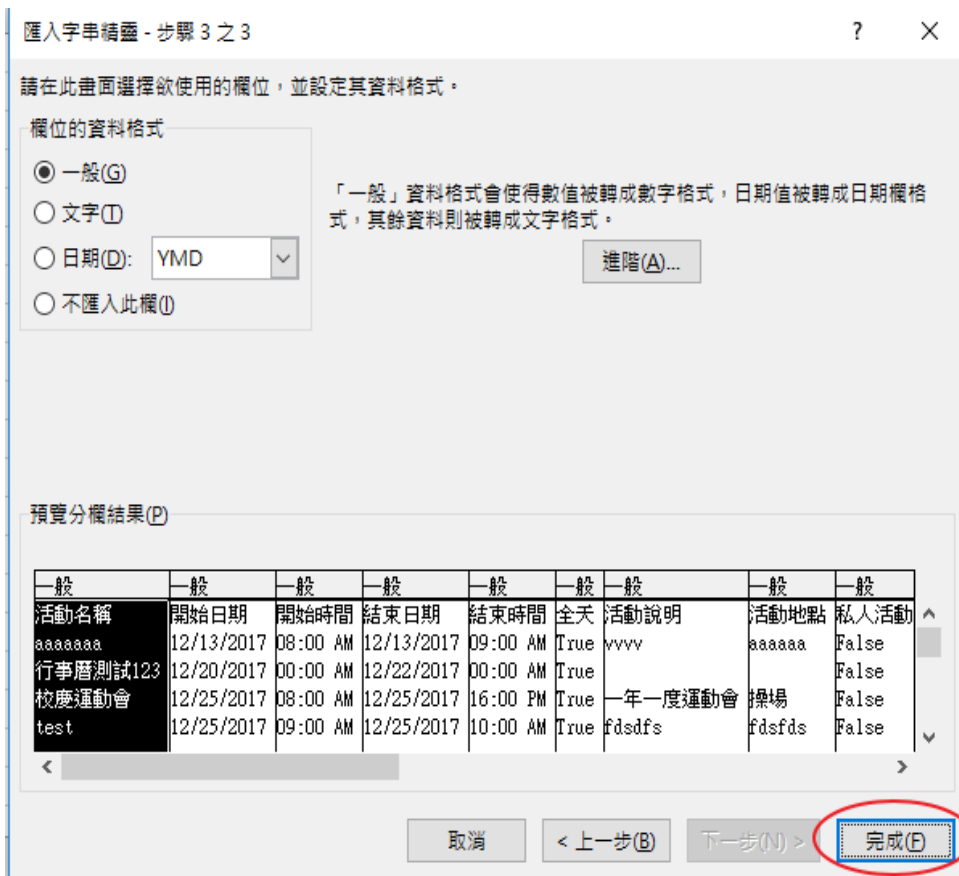 匯入字串精靈 - 步驟 3 之 3
請在此畫面選擇欲使用的欄位，並設定其資料格式。
欄位的資料格式
一般(G)
文字(T)
日期(D): YMD
不匯入此欄(I)
「一般」資料格式會使得數值被轉成數字格式，日期值被轉成日期欄格
式，其餘資料則被轉成文字格式。
進階(A)...
預覽分欄結果(P)
一般 一般 一般 一般 一般 一般 一般 一般 一般
活動名稱 開始日期 開始時間 結束日期 結束時間 全天 活動說明 活動地點 私人活動
aaaaaaa 12/13/2017 08:00 AM 12/13/2017 09:00 AM True vvvv aaaaaa False
行事曆測試123 12/20/2017 00:00 AM 12/22/2017 00:00 AM True False
校慶運動會 12/25/2017 08:00 AM 12/25/2017 16:00 PM True 一年一度運動會 操場 False
test 12/25/2017 09:00 AM 12/25/2017 10:00 AM True fdsdfs fdsfds False
取消 < 上一步(B) 下一步(N) > 完成(F)